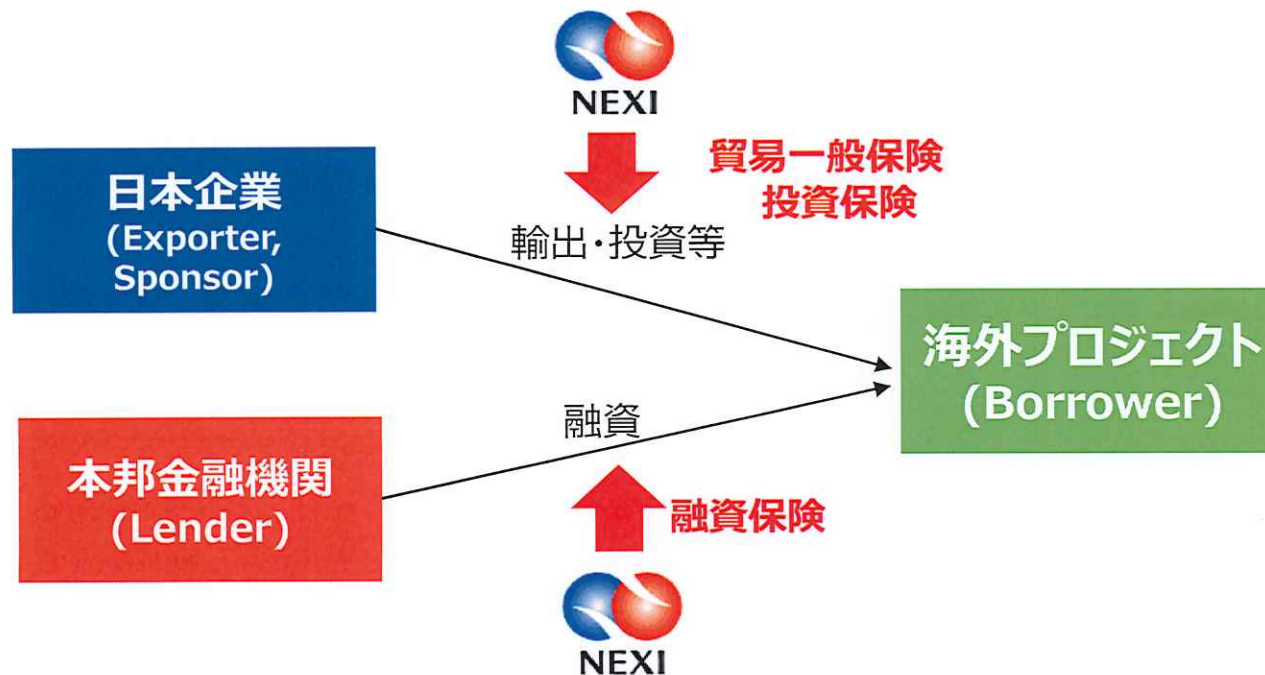 NEXI
貿易一般保険
投資保険
日本企業
(Exporter,
Sponsor)
輸出・投資等
海外プロジェクト
(Borrower)
融資
本邦金融機関
(Lender)
融資保険
NEXI